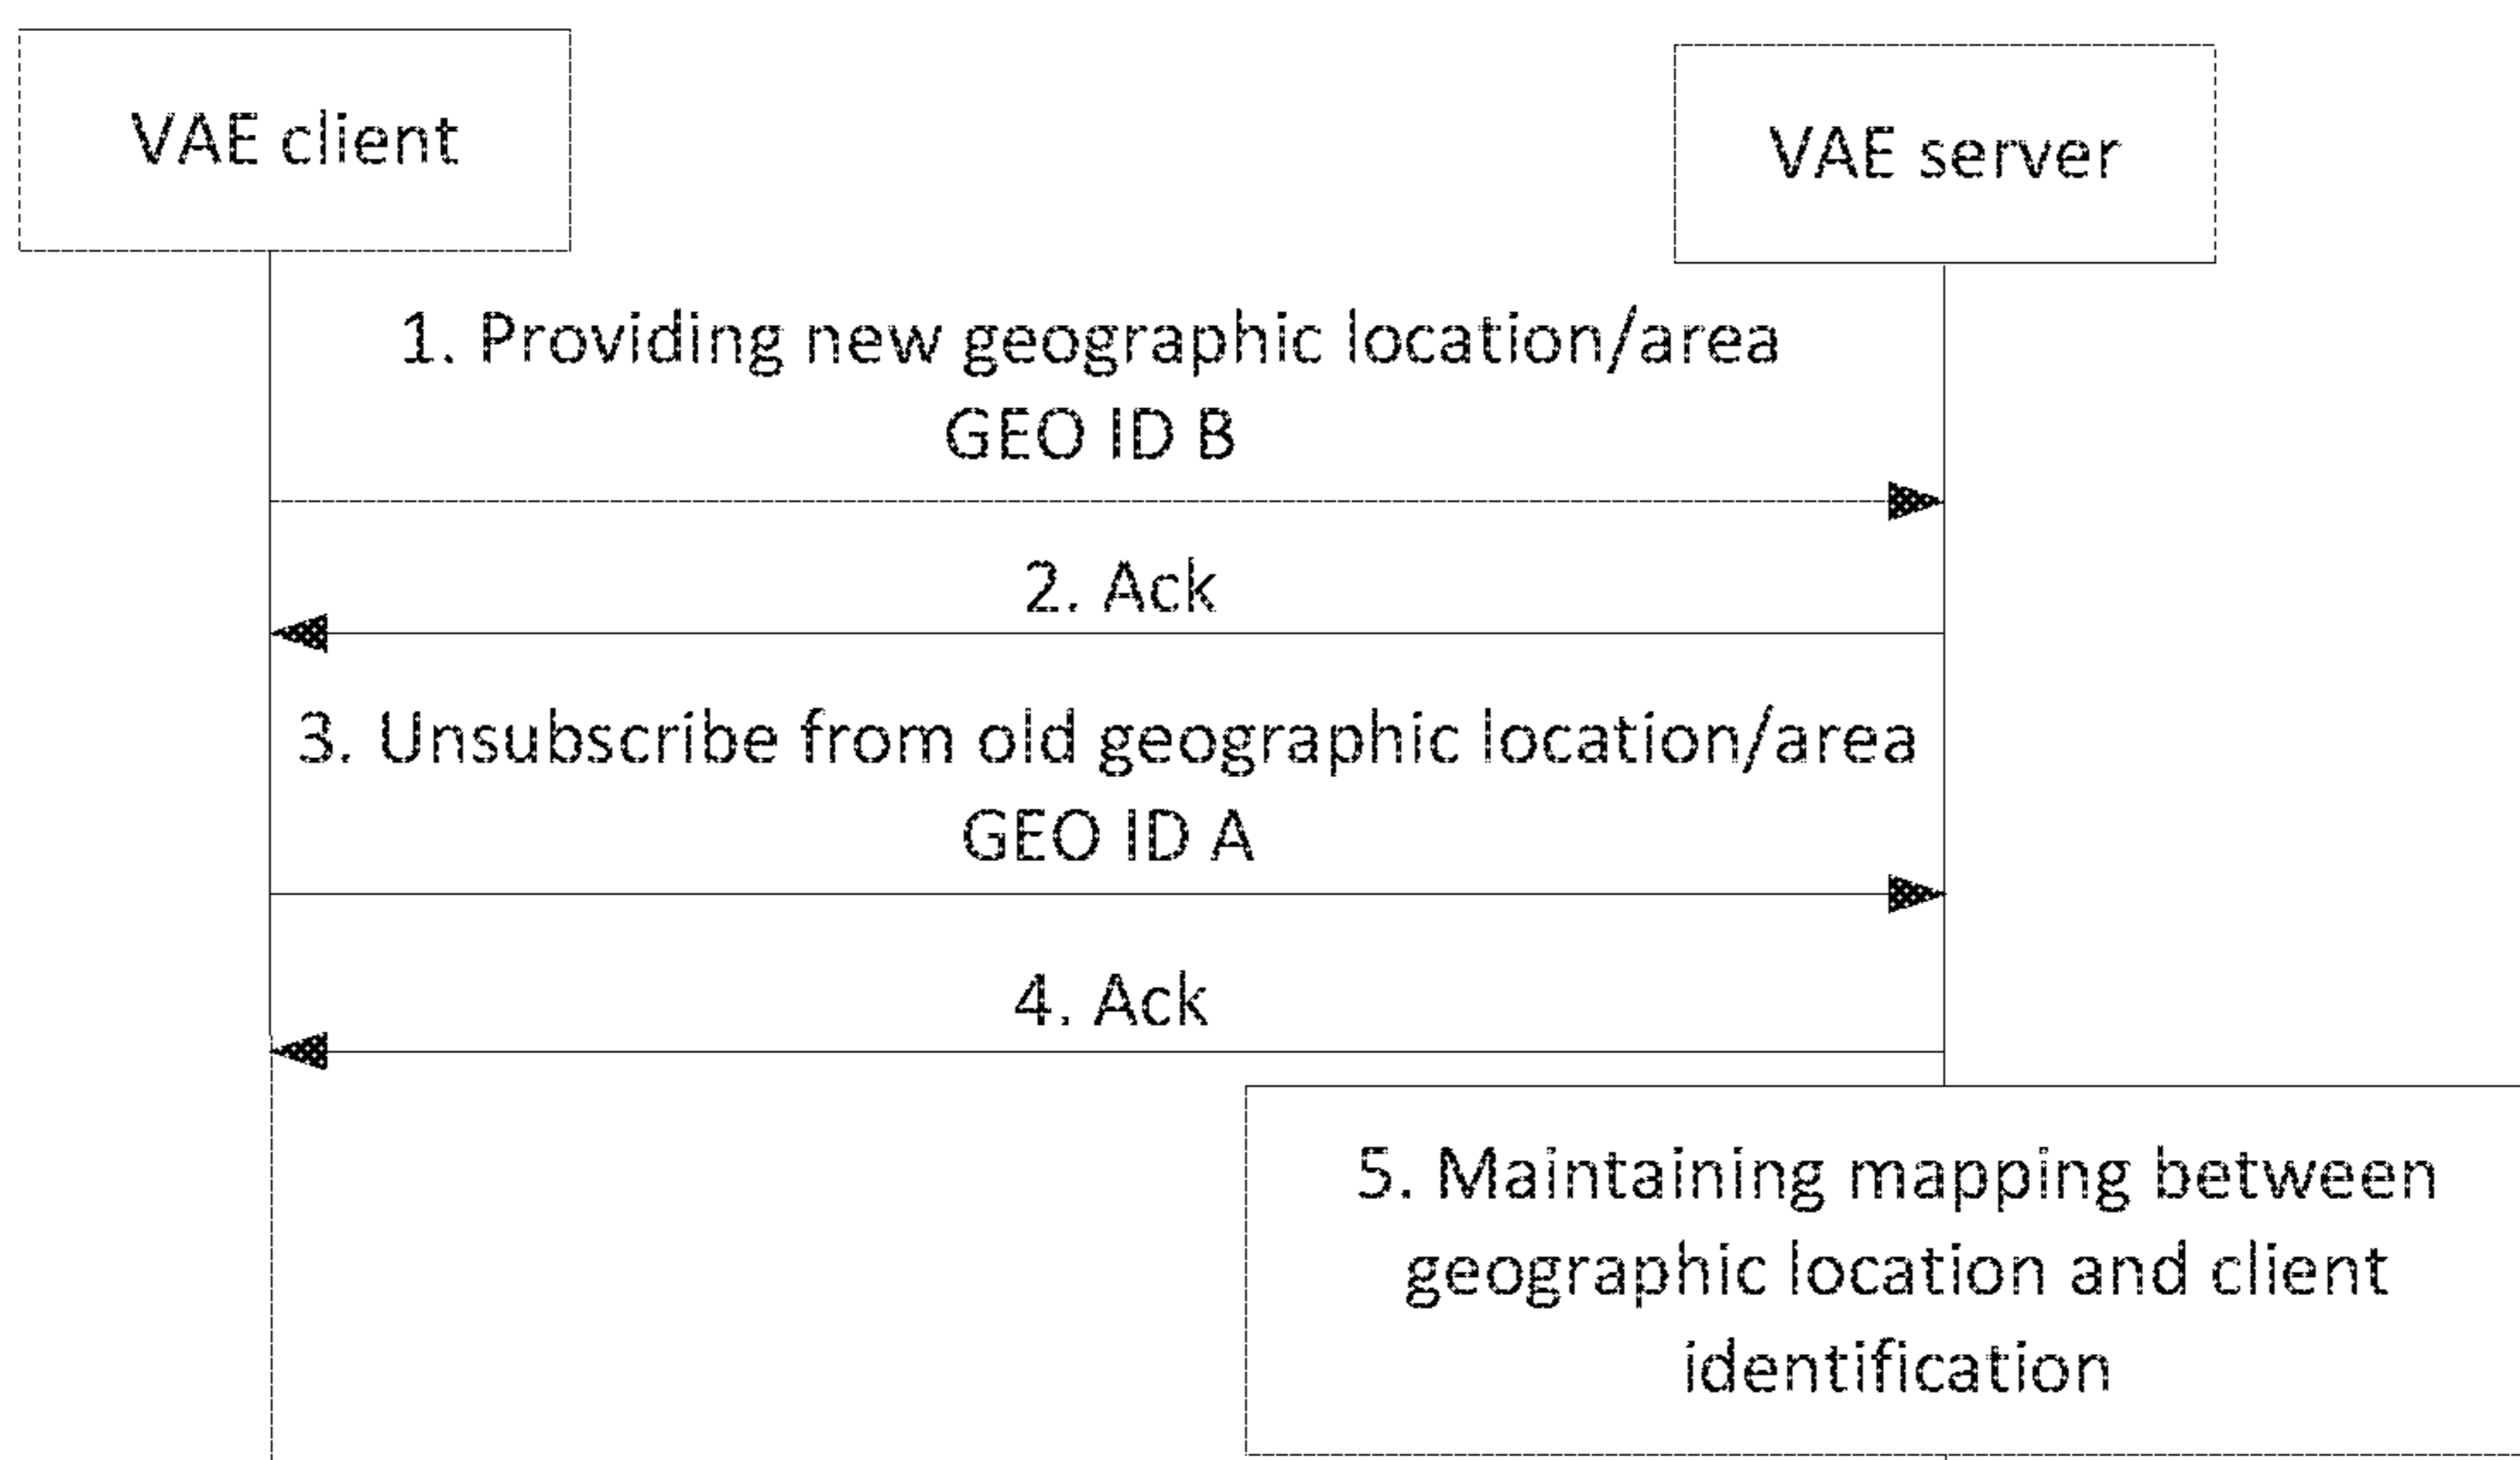 VAE client
VAE server
1. Providing new geographic location/area
GEO ID B
2. Ack
3. Unsubscribe from old geographic location/area
GEO ID A
4. Ack
5. Maintaining mapping between
geographic location and client
identification